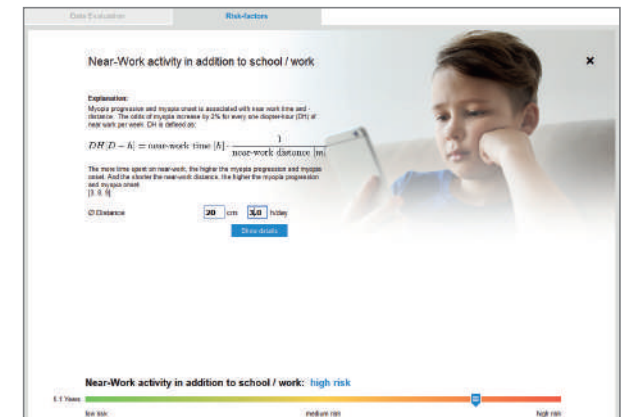 Data Evaluation
Risk-factors
Near-Work activity in addition to school / work
Explanation:
Myopia progression and myopia onset is associated with near work time and -
distance. The odds of myopia increase by 2% for every one diopter-hour (DH) of
near work per week. DH is defined as:
DH[D − h] = near-work time [h] · 1
near-work distance [m]
The more time spent on near-work, the higher the myopia progression and myopia
onset. And the shorter the near-work distance, the higher the myopia progression
and myopia onset
Ø Distance 20 cm 3,0 h/day
Show details
Near-Work activity in addition to school / work: high risk
Years
low risk medium risk high risk